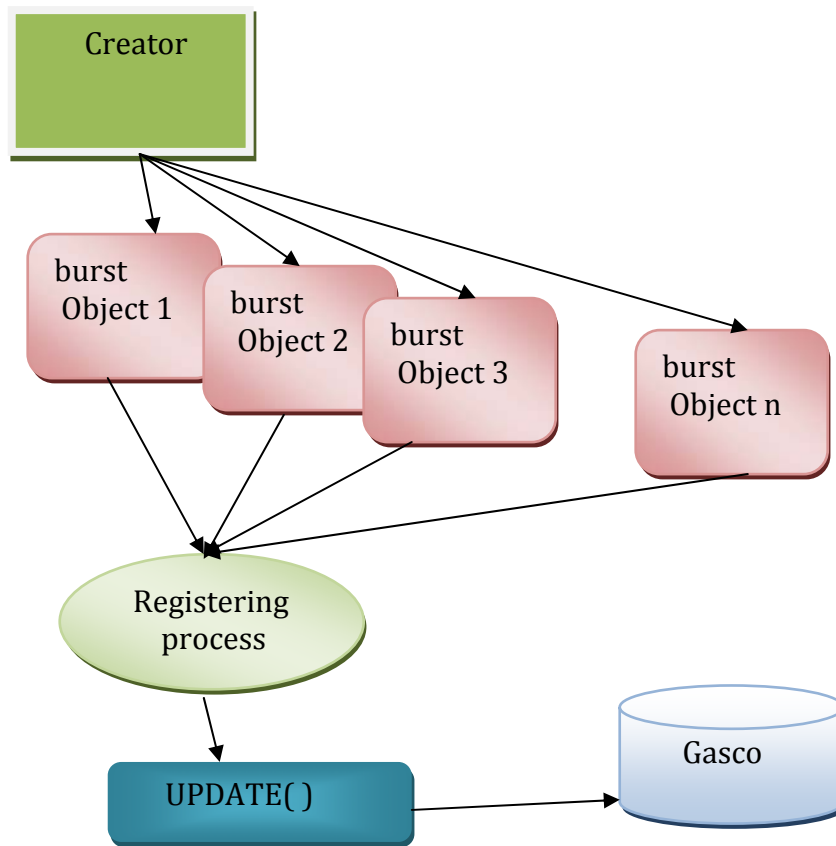 Creator
burst
Object 1
burst
Object 2
burst
Object 3
burst
Object n
Registering
process
Gasco
UPDATE( )